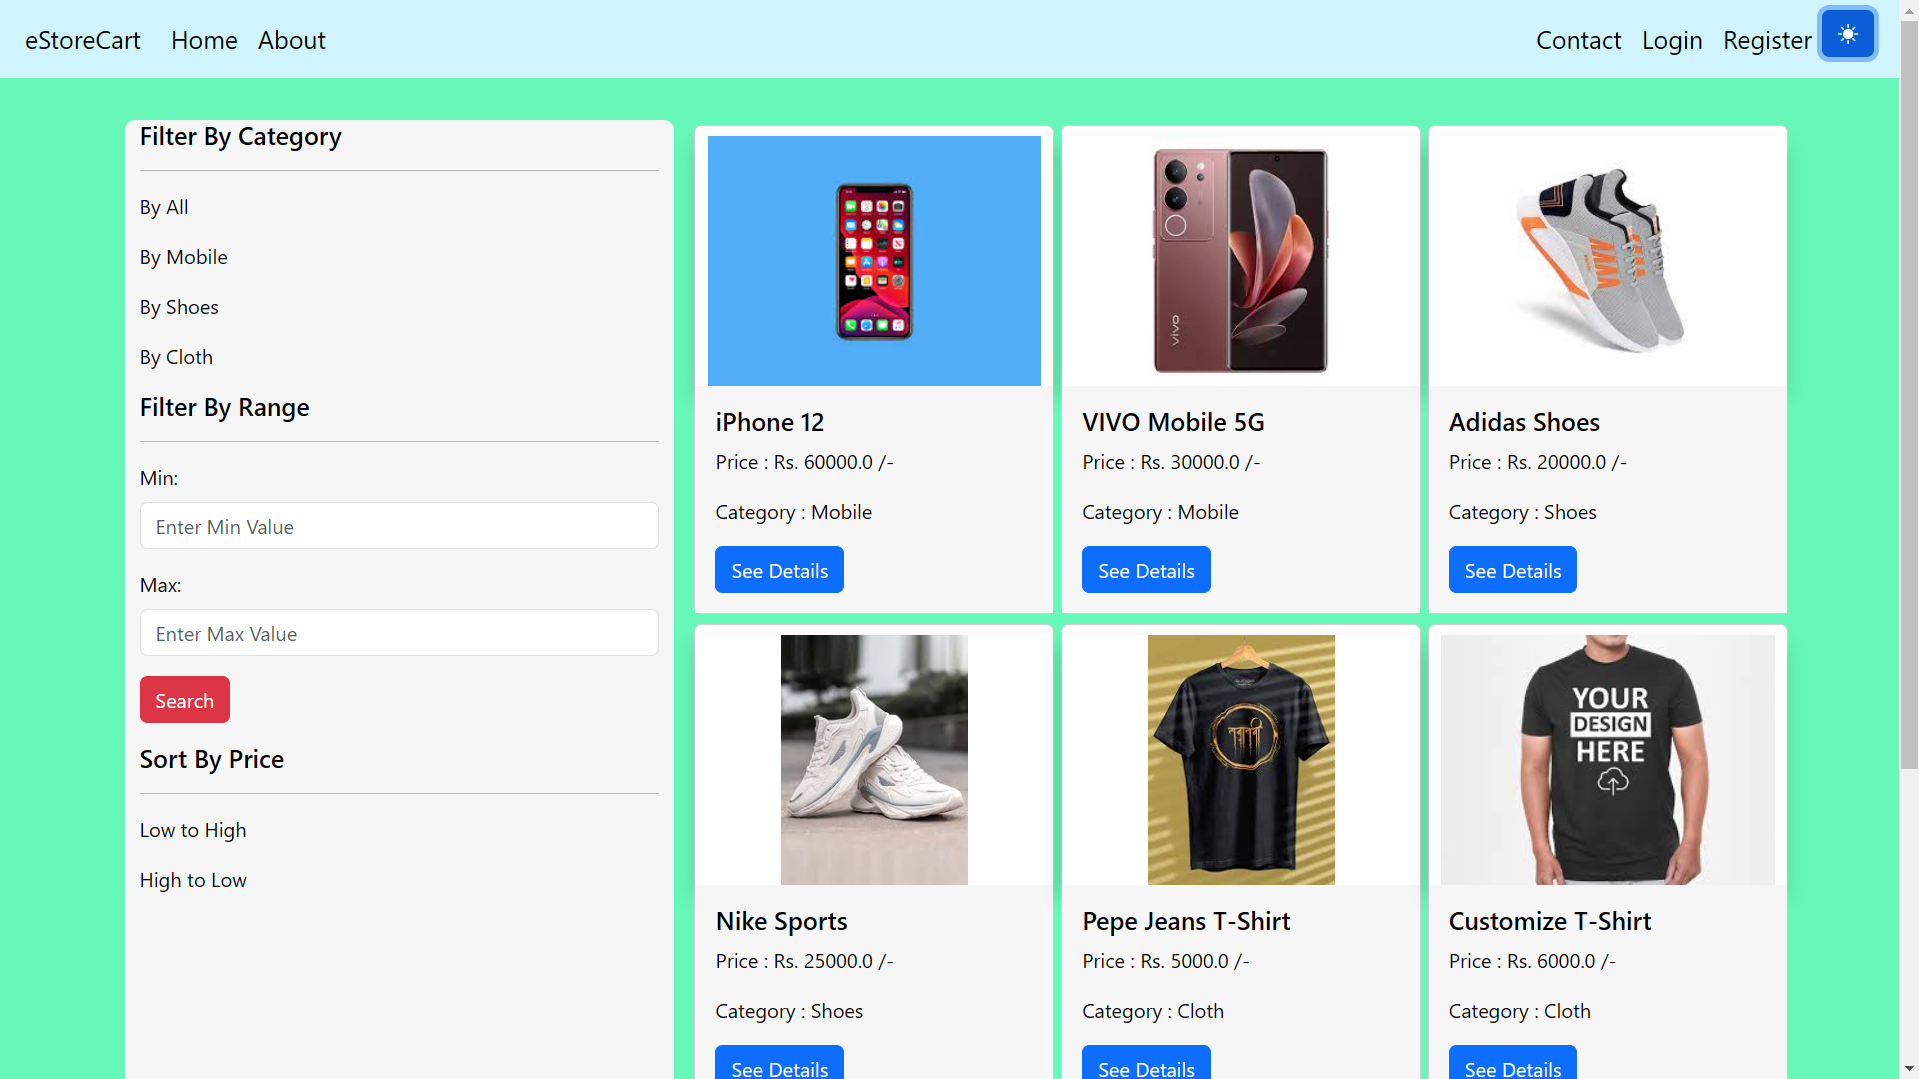 eStoreCart Home About Contact Login Register
Filter By Category
By All
By Mobile
By Shoes
By Cloth
Filter By Range
Min:
Enter Min Value
Max:
Enter Max Value
Search
Sort By Price
Low to High
High to Low
iPhone 12
Price : Rs. 60000.0 /-
Category : Mobile
See Details
vivo
VIVO Mobile 5G
Price : Rs. 30000.0 /-
Category : Mobile
See Details
Adidas Shoes
Price : Rs. 20000.0 /-
Category : Shoes
See Details
Nike Sports
Price : Rs. 25000.0 /-
Category : Shoes
See Details
Pepe Jeans T-Shirt
Price : Rs. 5000.0 /-
Category : Cloth
See Details
YOUR
DESIGN
HERE
Customize T-Shirt
Price : Rs. 6000.0 /-
Category : Cloth
See Details